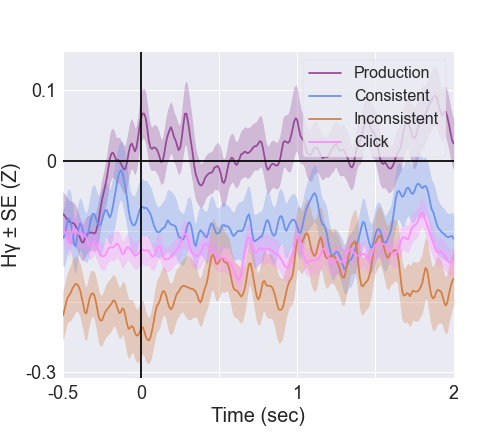 Hγ ± SE (Z)
0.1
0
-0.3
Production
Consistent
Inconsistent
Click
-0.5
0
1
2
Time (sec)